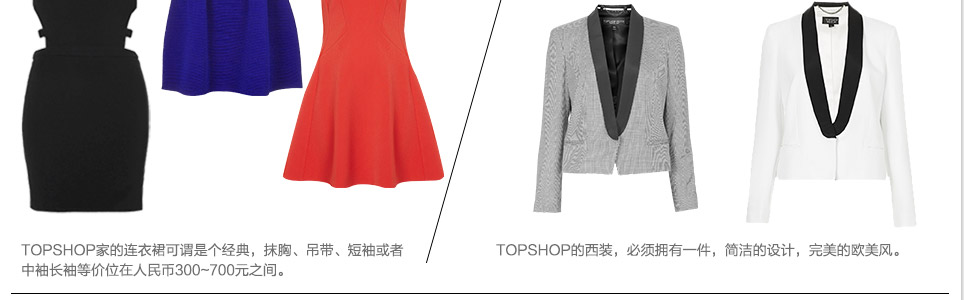 TOPSHOP家的连衣裙可谓是个经典，抹胸、吊带、短袖或者
中袖长袖等价位在人民币300~700元之间。
TOPSHOP的西装，必须拥有一件，简洁的设计，完美的欧美风。